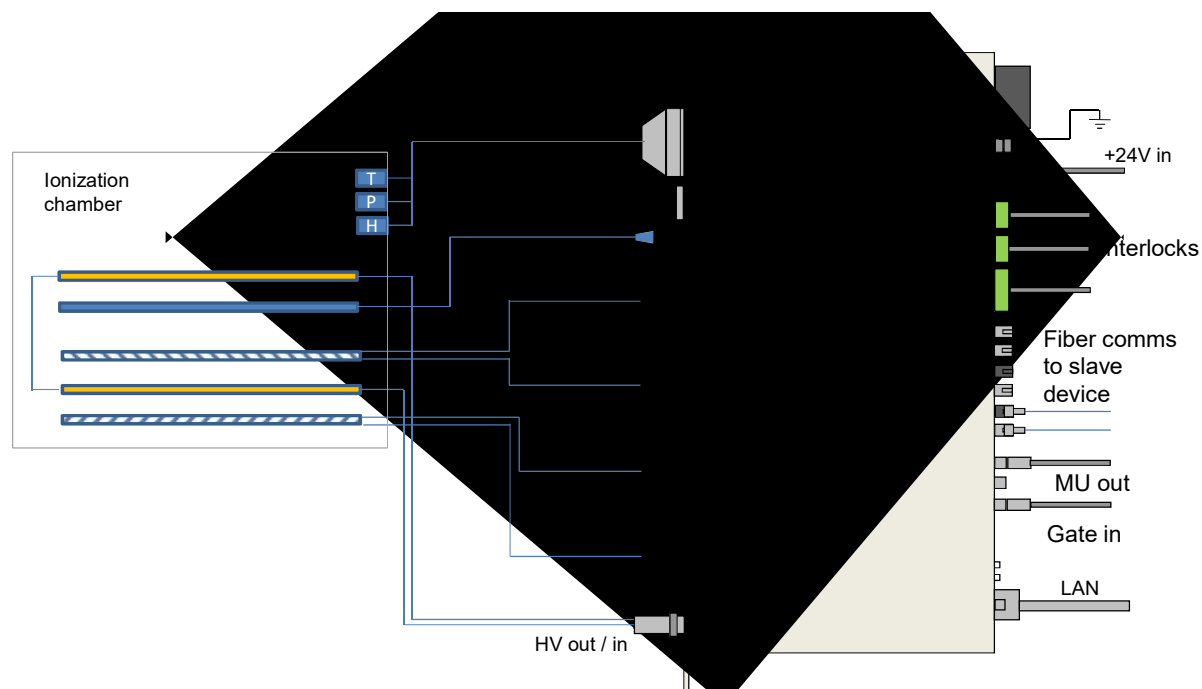 +24V in
Ionization
chamber
T
P
H
nterlocks
Fiber comms
to slave
device
MU out
Gate in
LAN
HV out / in